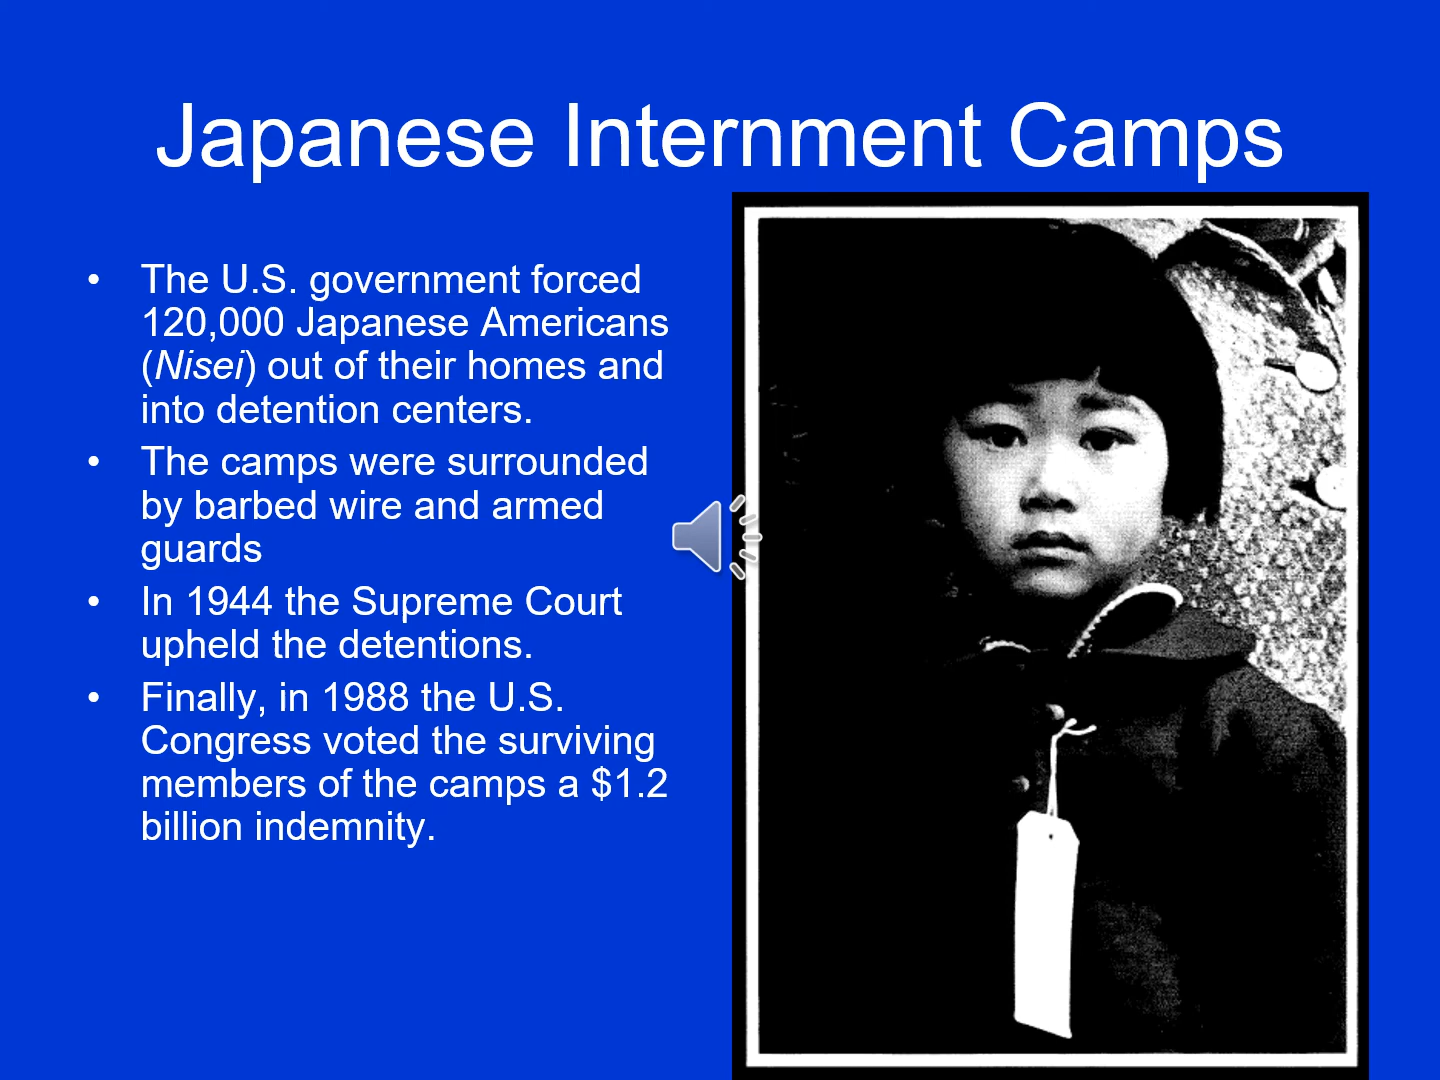 Japanese Internment Camps
• The U.S. government forced
120,000 Japanese Americans
(Nisei) out of their homes and
into detention centers.
• The camps were surrounded
by barbed wire and armed
guards
• In 1944 the Supreme Court
upheld the detentions.
• Finally, in 1988 the U.S.
Congress voted the surviving
members of the camps a $1.2
billion indemnity.